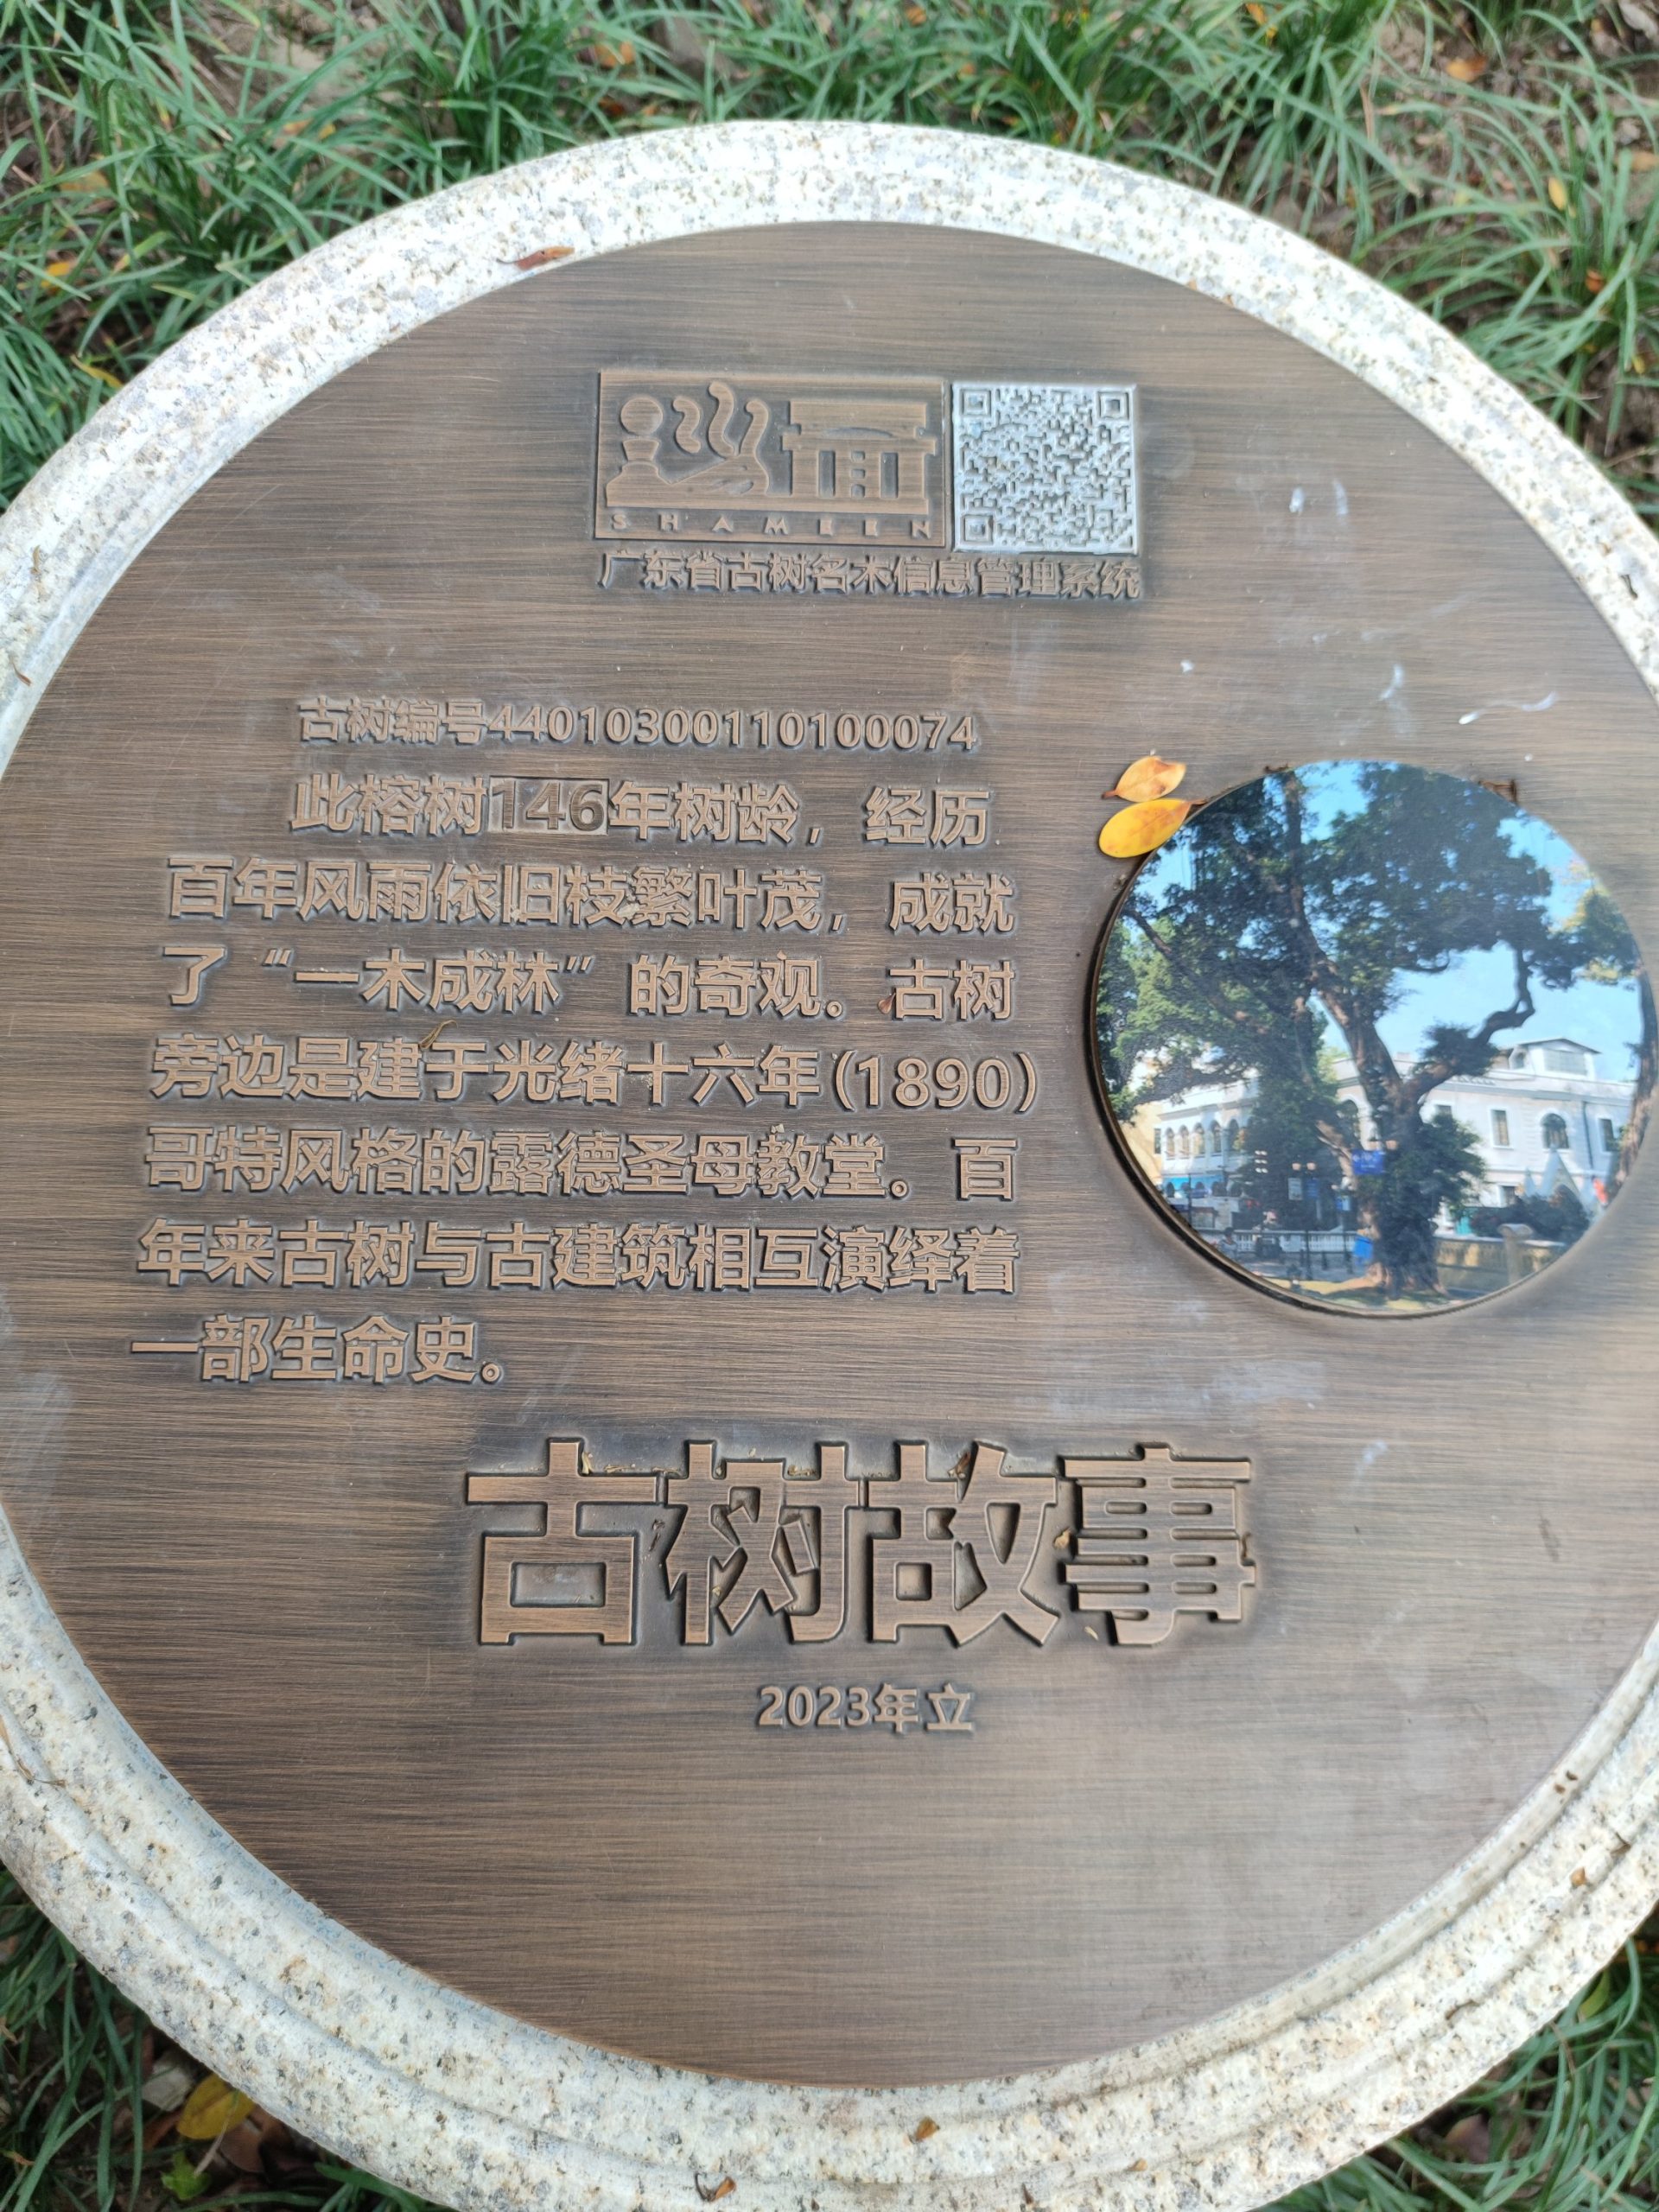 沙面
SHAMEEN
广东省古树名木信息管理系统
古树编号44010300110100074
此榕树146年树龄，经历
百年风雨依旧枝繁叶茂，成就
了“一木成林”的奇观。古树
旁边是建于光绪十六年(1890)
哥特风格的露德圣母教堂。百
年来古树与古建筑相互演绎着
一部生命史。
古树故事
2023年立